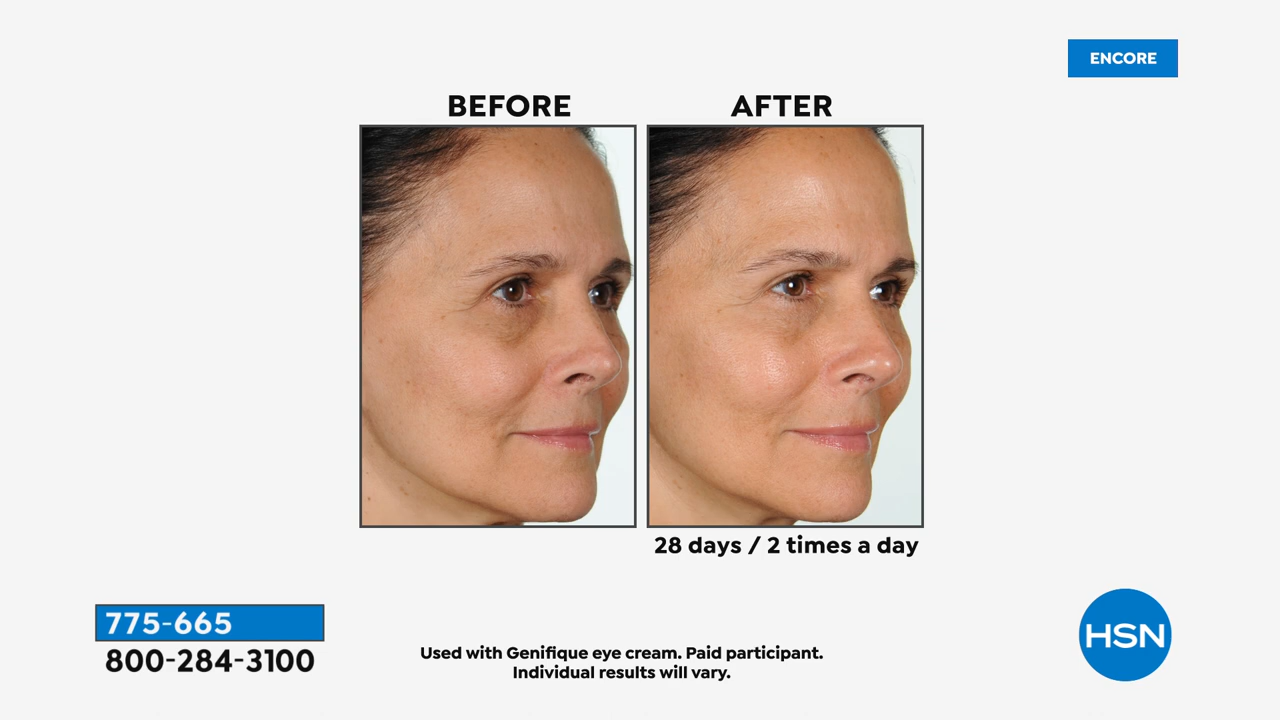 ENCORE
BEFORE
AFTER
28 days / 2 times a day
775-665
800-284-3100
Used with Genifique eye cream. Paid participant.
Individual results will vary.
HSN